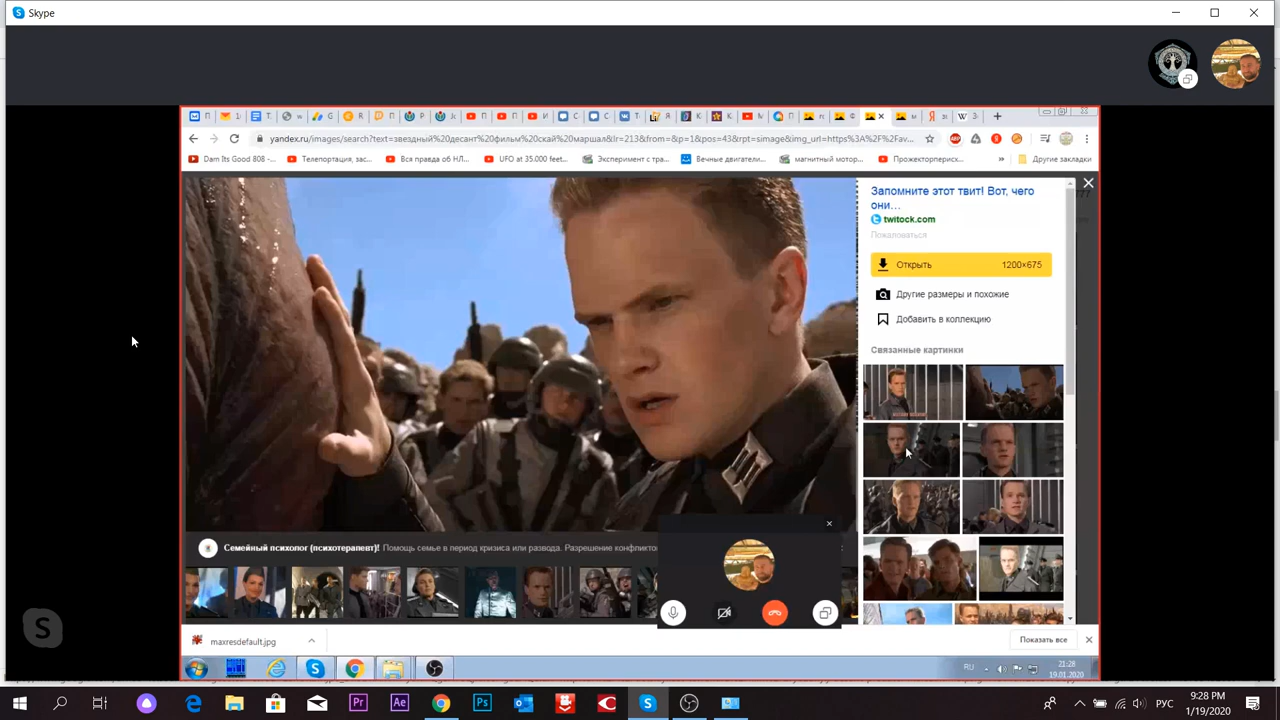 Skype
yandex.ru/images/search?text=звездный%20десант%20фильм%20скай%20маршал&lr=213&from=&p=1&pos=43&rpt=simage&img_url=https%3A%2F%2Fav...
Dam Its Good 808 -...
Телепортация, зас...
Вся правда об НЛ...
UFO at 35.000 feet...
Эксперимент с тра...
Вечные двигатели...
магнитный мотор...
Прожекторперисх...
»
Другие закладки
Запомните этот твит! Вот, чего
они...
twitock.com
Пожаловаться
Открыть 1200×675
Другие размеры и похожие
Добавить в коллекцию
Связанные картинки
Семейный психолог (психотерапевт)! Помощь семье в период кризиса или развода. Разрешение конфликто
S
maxresdefault.jpg
Показать все
RU
21:28
19.01.2020
Pr
Ae
Ps
РУС
9:28 PM
1/19/2020